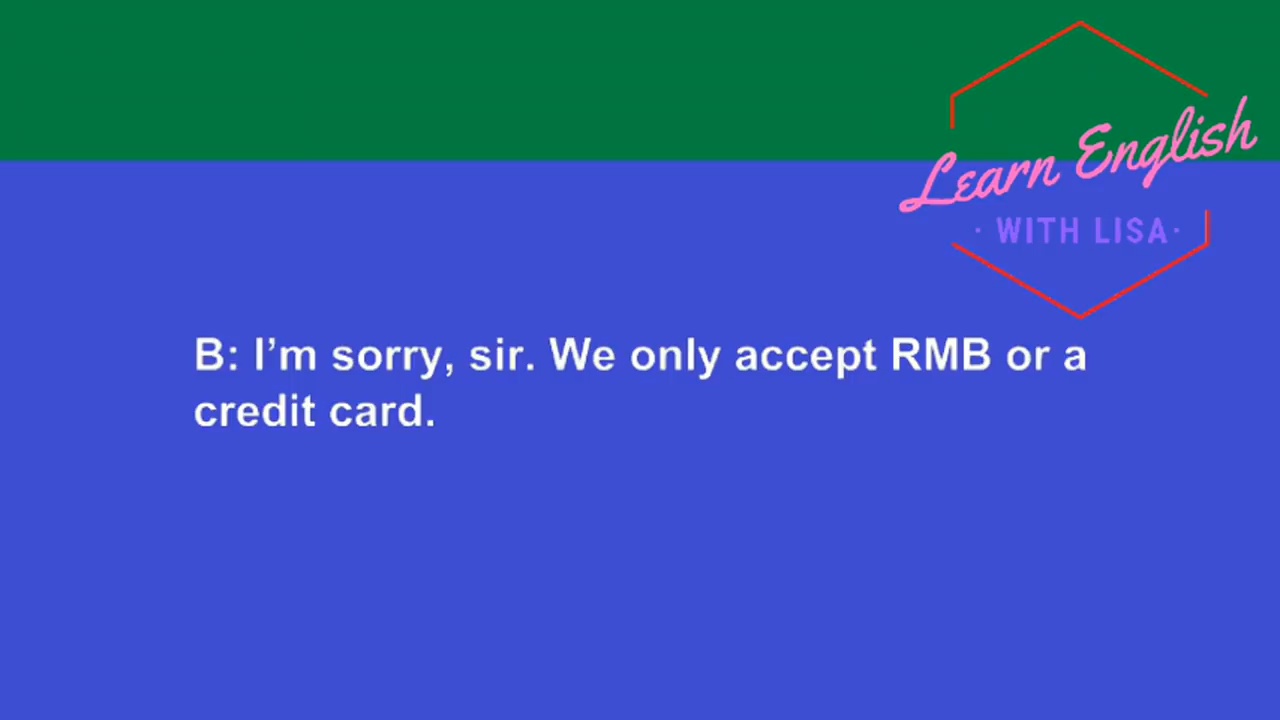 Learn English
· WITH LISA·
B: I’m sorry, sir. We only accept RMB or a
credit card.